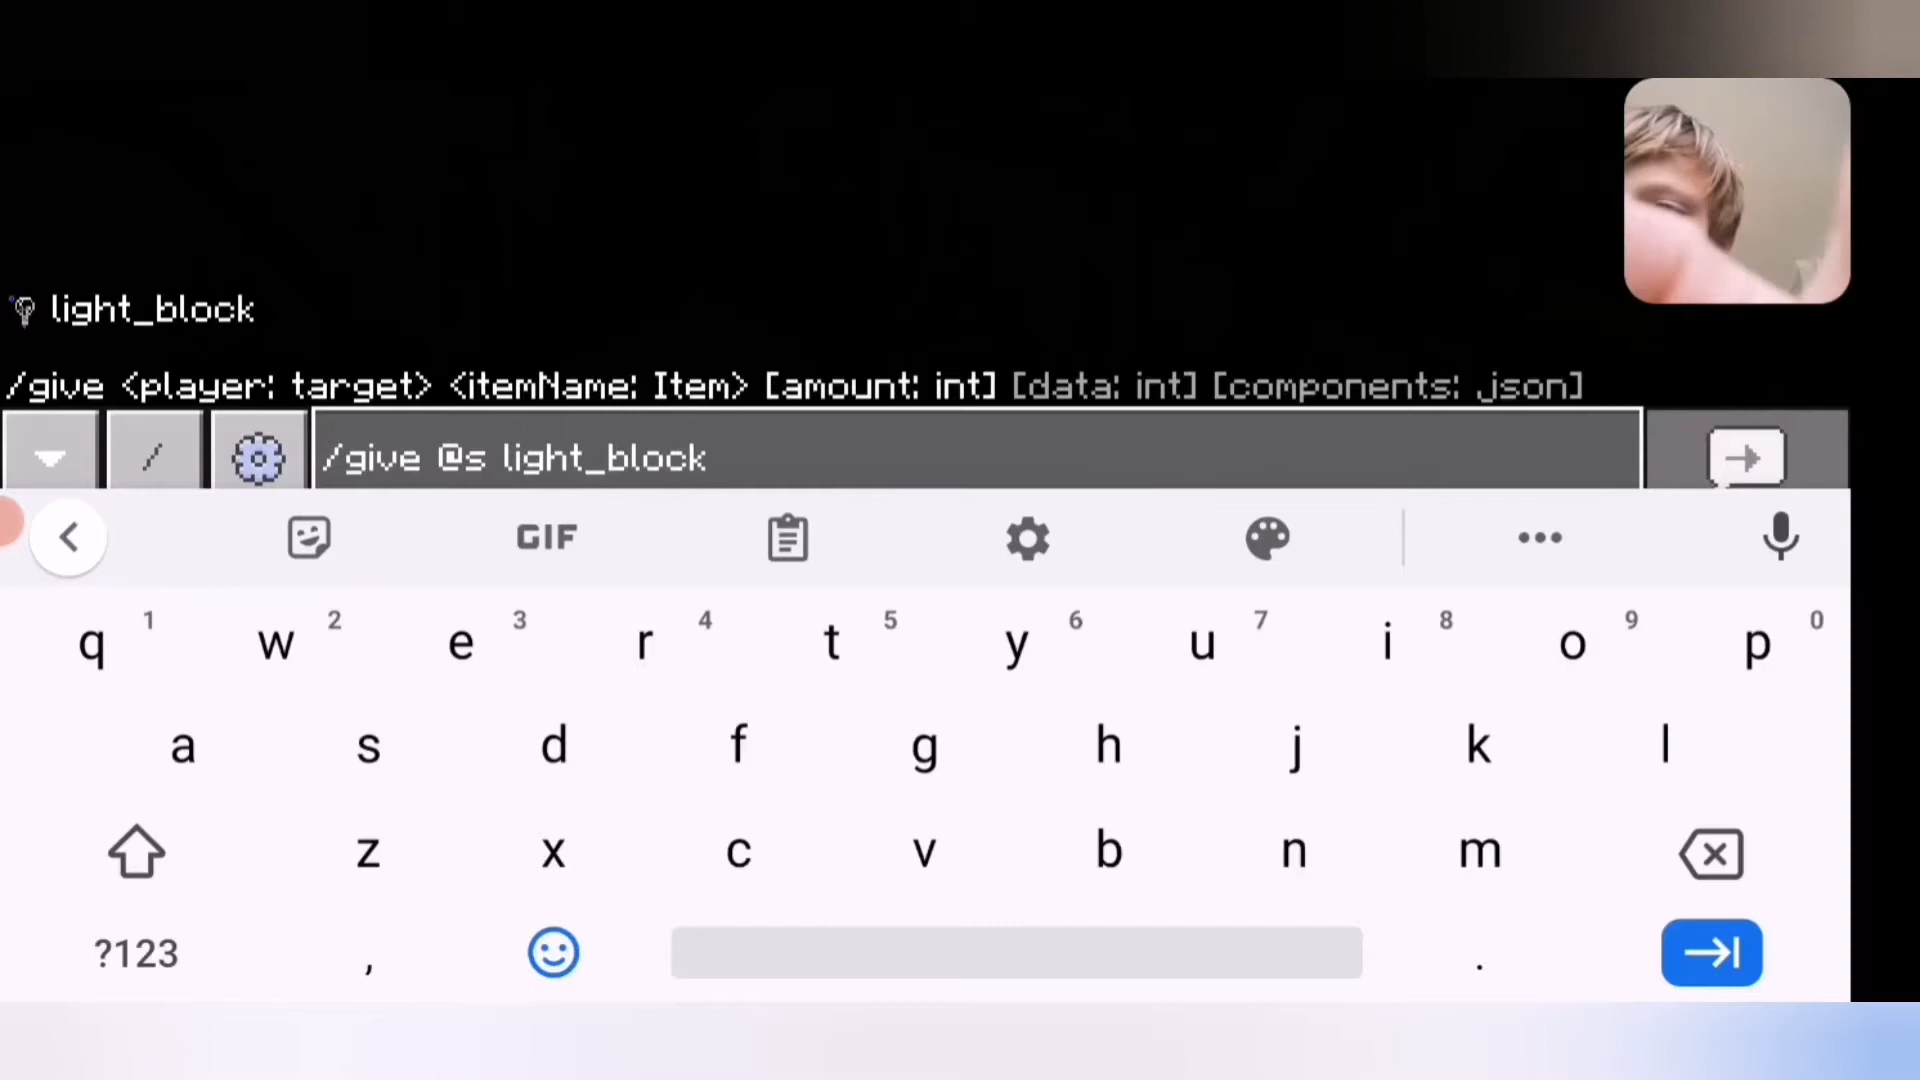 light_block
/give <player: target> <itemName: Item> [amount: int] [data: int] [components: json]
/
/give @s light_block
GIF
q 1 w 2 e 3 r 4 t 5 y 6 u 7 i 8 o 9 p 0
a s d f g h j k l
z x c v b n m
?123 , .